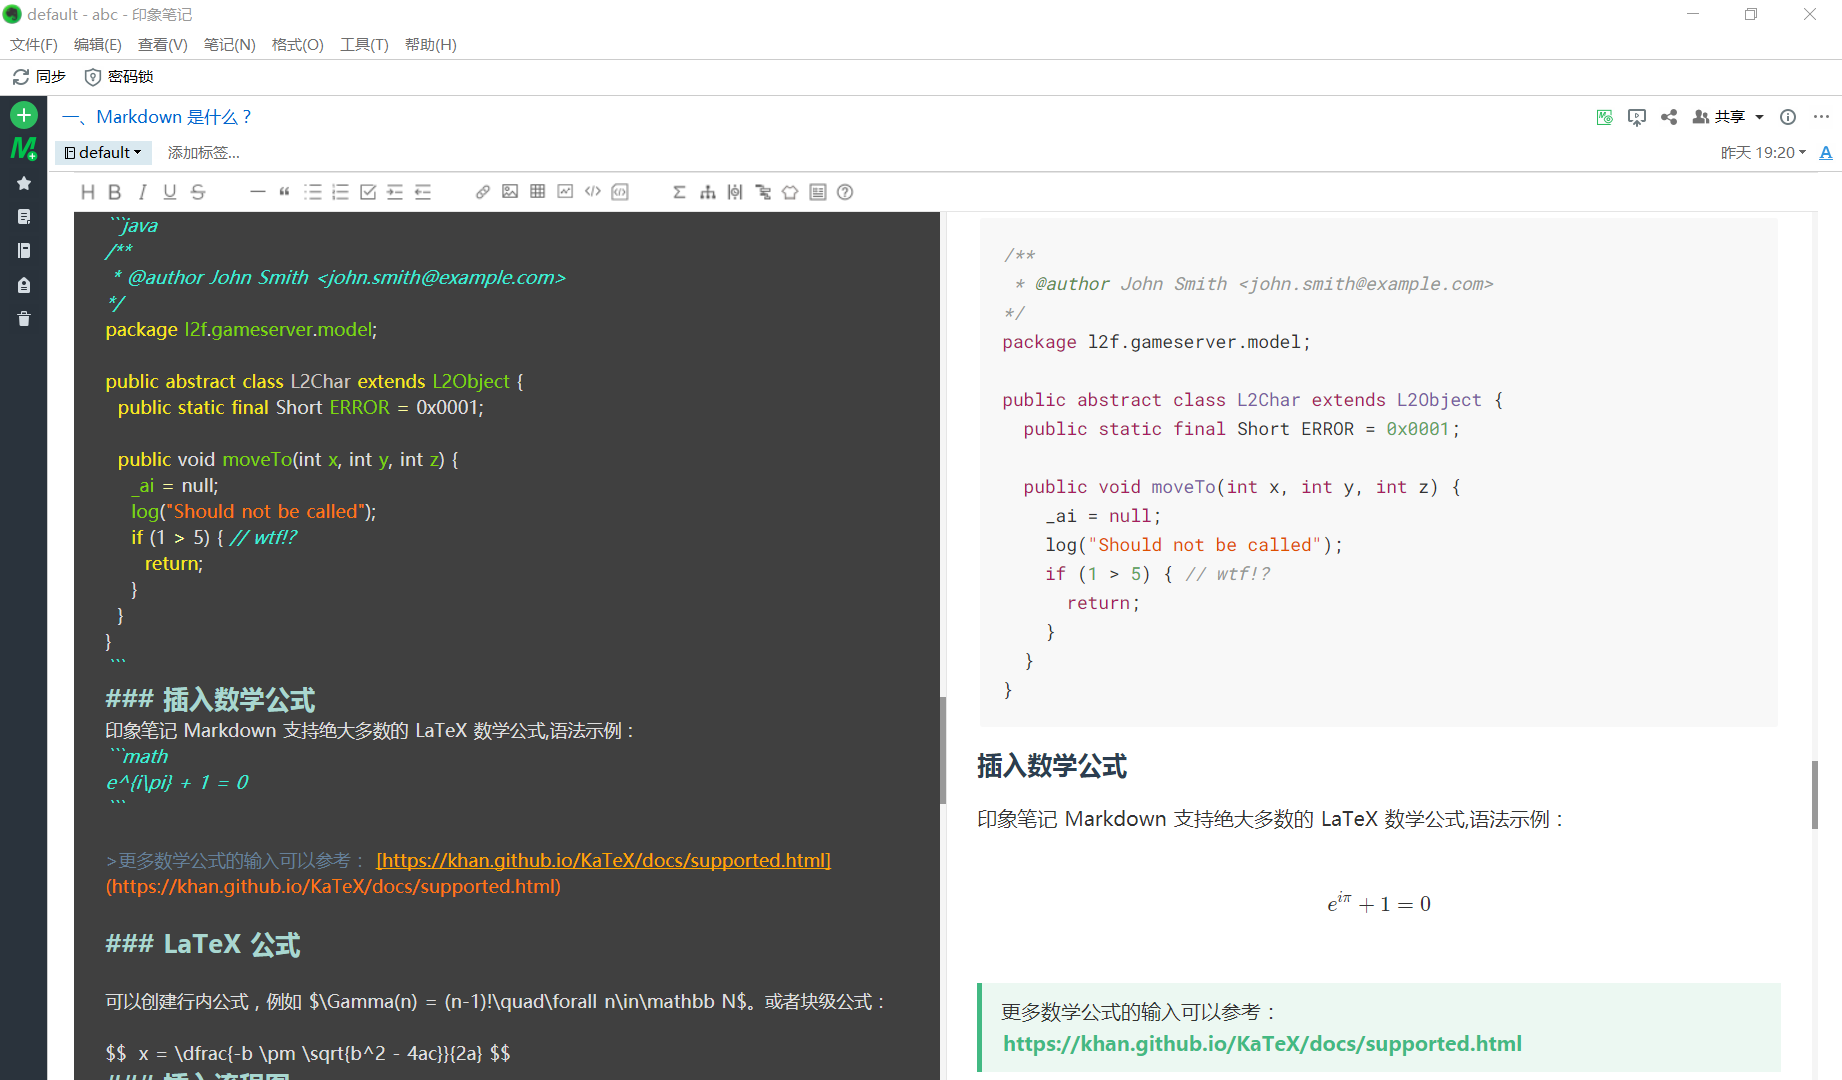 default - abc - 印象笔记
文件(F) 编辑(E) 查看(V) 笔记(N) 格式(O) 工具(T) 帮助(H)
同步 密码锁
一、Markdown 是什么？
共享
default 添加标签...
昨天 19:20 A
H B I U S
```java
/**
 * @author John Smith <john.smith@example.com>
*/
package l2f.gameserver.model;

public abstract class L2Char extends L2Object {
  public static final Short ERROR = 0x0001;

  public void moveTo(int x, int y, int z) {
    _ai = null;
    log("Should not be called");
    if (1 > 5) { // wtf!?
      return;
    }
  }
}
```
### 插入数学公式
印象笔记 Markdown 支持绝大多数的 LaTeX 数学公式,语法示例：
```math
e^{i\pi} + 1 = 0
```
>更多数学公式的输入可以参考： [https://khan.github.io/KaTeX/docs/supported.html]
(https://khan.github.io/KaTeX/docs/supported.html)
### LaTeX 公式
可以创建行内公式，例如 $\Gamma(n) = (n-1)!\quad\forall n\in\mathbb N$。或者块级公式：
$$  x = \dfrac{-b \pm \sqrt{b^2 - 4ac}}{2a} $$
### 插入流程图
/**
 * @author John Smith <john.smith@example.com>
*/
package l2f.gameserver.model;

public abstract class L2Char extends L2Object {
  public static final Short ERROR = 0x0001;

  public void moveTo(int x, int y, int z) {
    _ai = null;
    log("Should not be called");
    if (1 > 5) { // wtf!?
      return;
    }
  }
}
插入数学公式
印象笔记 Markdown 支持绝大多数的 LaTeX 数学公式,语法示例：
e^{iπ} + 1 = 0
更多数学公式的输入可以参考：
https://khan.github.io/KaTeX/docs/supported.html